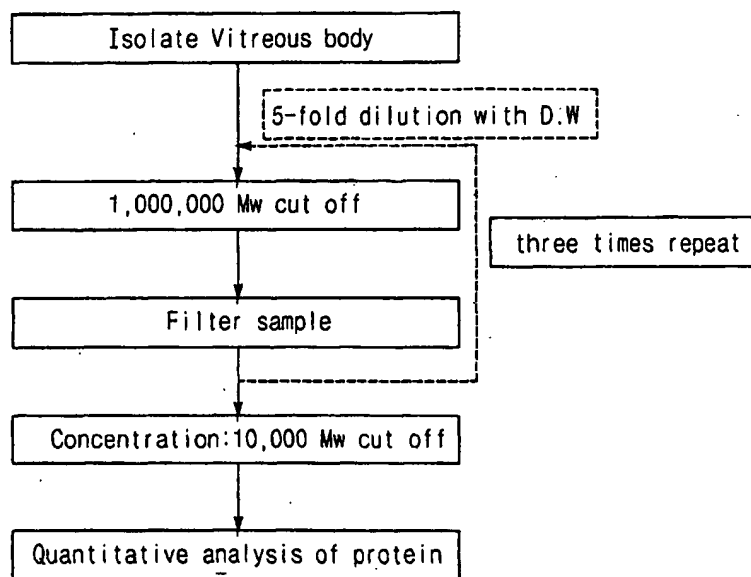 Isolate Vitreous body
5-fold dilution with D.W
1,000,000 Mw cut off
three times repeat
Filter sample
Concentration:10,000 Mw cut off
Quantitative analysis of protein